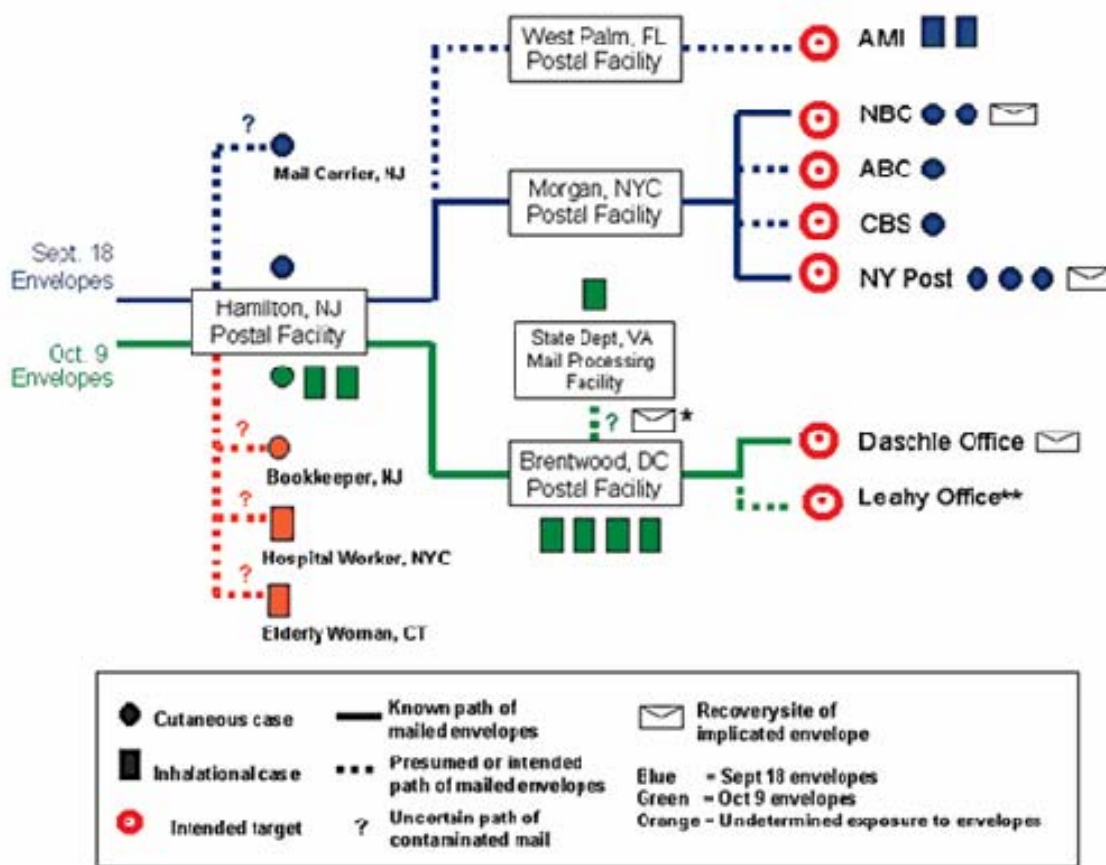 West Palm, FL
Postal Facility
AMI
?
Mail Carrier, NJ
NBC
Morgan, NYC
Postal Facility
ABC
CBS
NY Post
Sept. 18
Envelopes
Hamilton, NJ
Postal Facility
Oct. 9
Envelopes
State Dept, VA
Mail Processing
Facility
? *
Brentwood, DC
Postal Facility
Daschle Office
Leahy Office**
?
Bookkeeper, NJ
?
Hospital Worker, NYC
?
Elderly Woman, CT
Cutaneous case
Inhalational case
Intended target
Known path of
mailed envelopes
Presumed or intended
path of mailed envelopes
? Uncertain path of
contaminated mail
Recovery site of
implicated envelope
Blue = Sept 18 envelopes
Green = Oct 9 envelopes
Orange = Undetermined exposure to envelopes